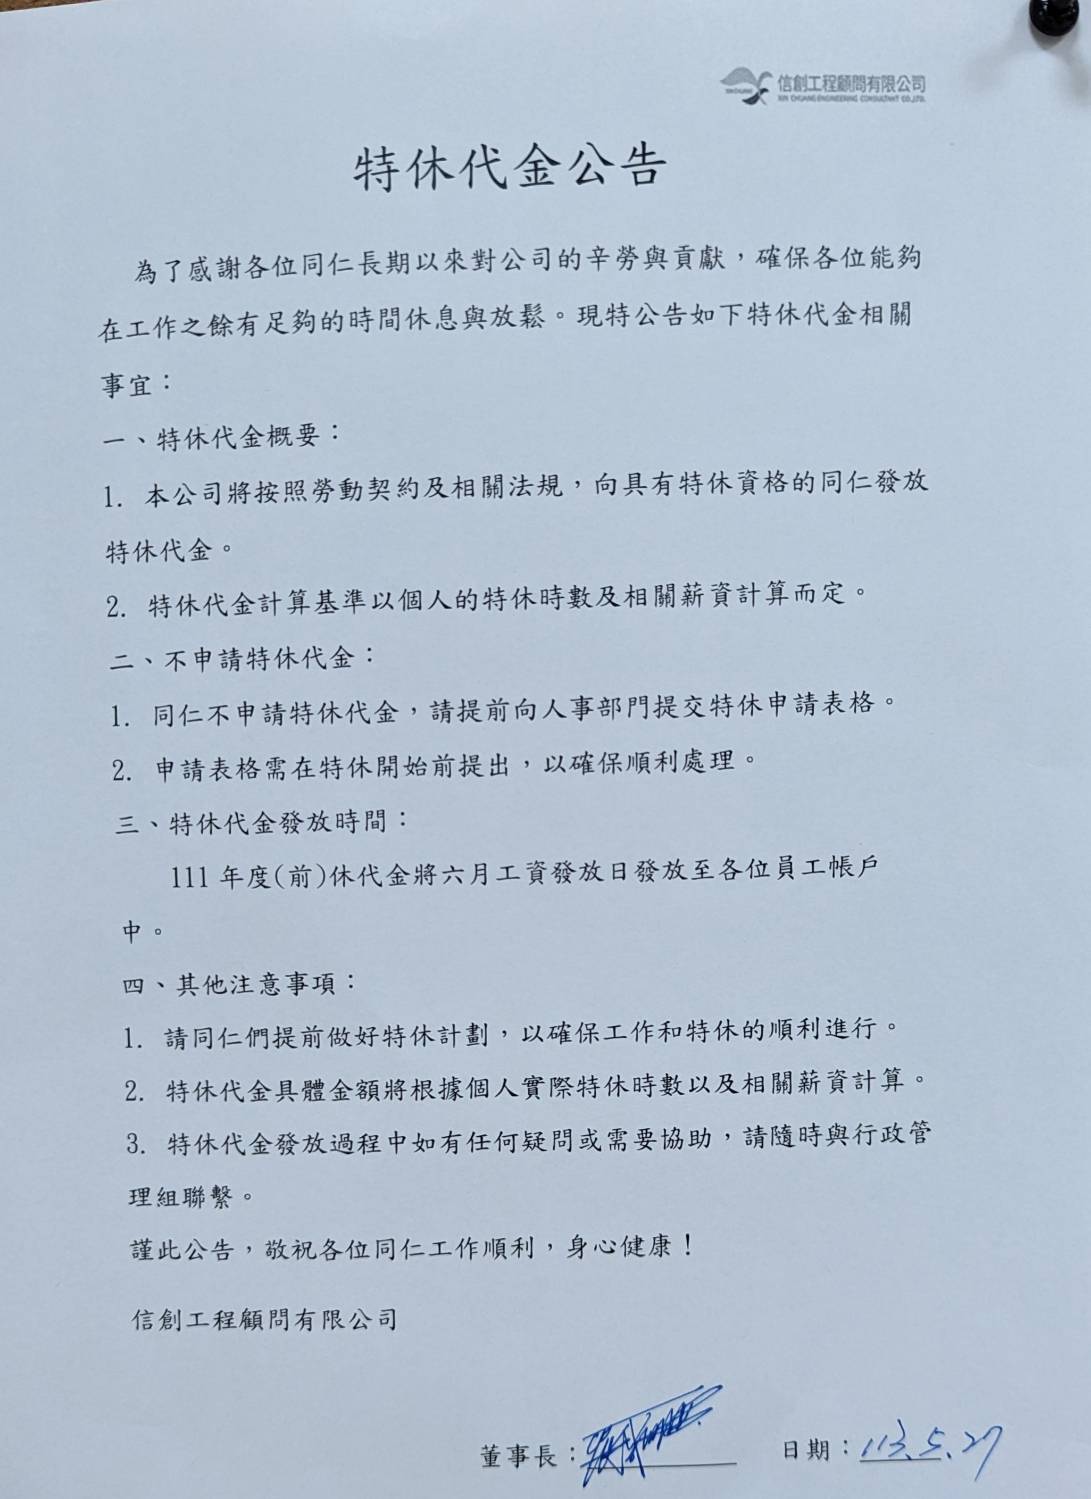 信創工程顧問有限公司
XIN CHUANG ENGINEERING CONSULTANT CO.,LTD.
特休代金公告
為了感謝各位同仁長期以來對公司的辛勞與貢獻，確保各位能夠
在工作之餘有足夠的時間休息與放鬆。現特公告如下特休代金相關
事宜：
一、特休代金概要：
1. 本公司將按照勞動契約及相關法規，向具有特休資格的同仁發放
特休代金。
2. 特休代金計算基準以個人的特休時數及相關薪資計算而定。
二、不申請特休代金：
1. 同仁不申請特休代金，請提前向人事部門提交特休申請表格。
2. 申請表格需在特休開始前提出，以確保順利處理。
三、特休代金發放時間：
111 年度(前)休代金將六月工資發放日發放至各位員工帳戶
中。
四、其他注意事項：
1. 請同仁們提前做好特休計劃，以確保工作和特休的順利進行。
2. 特休代金具體金額將根據個人實際特休時數以及相關薪資計算。
3. 特休代金發放過程中如有任何疑問或需要協助，請隨時與行政管
理組聯繫。
謹此公告，敬祝各位同仁工作順利，身心健康！
信創工程顧問有限公司
董事長： 日期：113.5.27